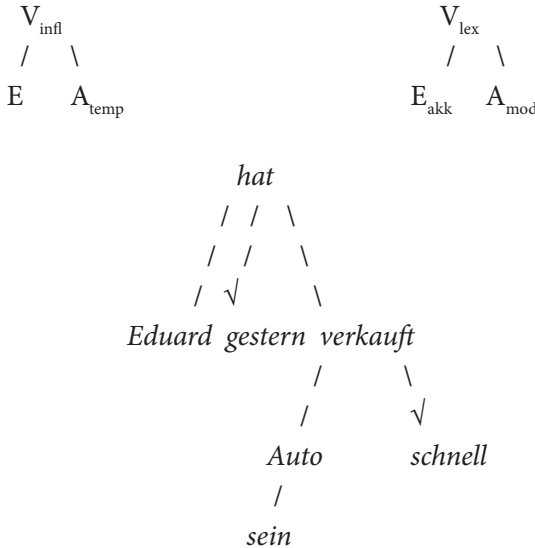 V_infl V_lex
E A_temp E_akk A_mod
hat
√
Eduard gestern verkauft
√
Auto schnell
sein